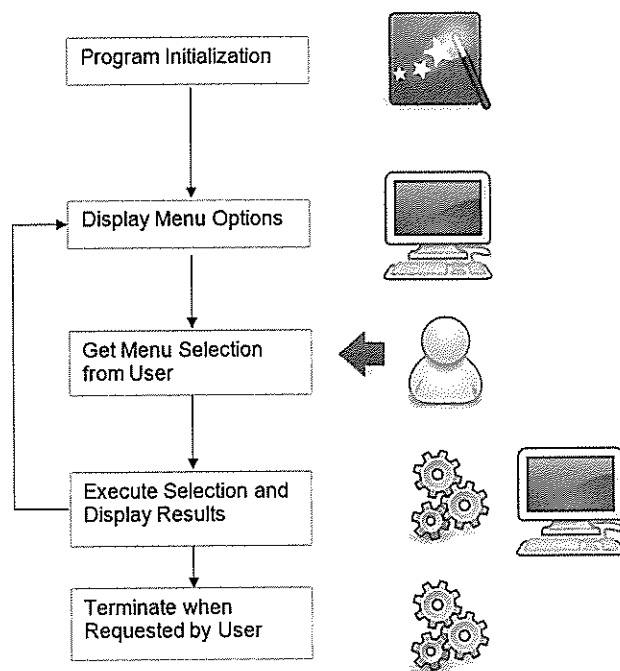 Program Initialization
Display Menu Options
Get Menu Selection
from User
Execute Selection and
Display Results
Terminate when
Requested by User